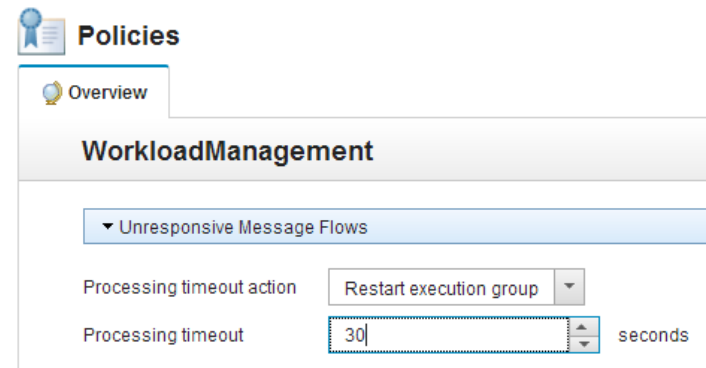 Policies
Overview
WorkloadManagement
Unresponsive Message Flows
Processing timeout action Restart execution group
Processing timeout 30 seconds